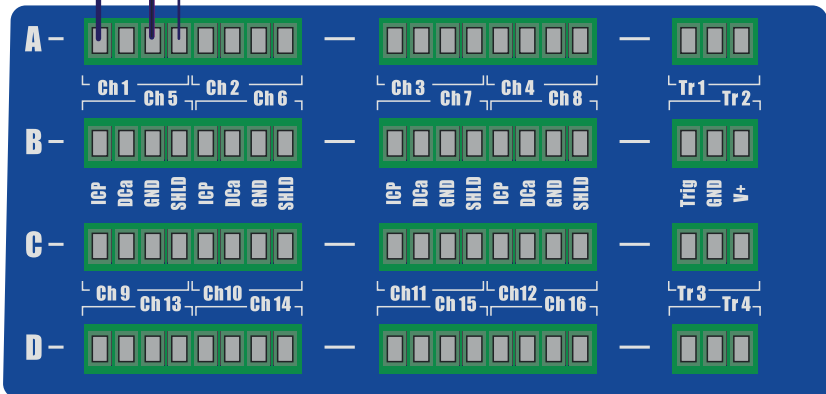 A
Ch 1 Ch 2 Ch 3 Ch 4 Tr 1
Ch 5 Ch 6 Ch 7 Ch 8 Tr 2
B
ICP DCa GND SHLD ICP DCa GND SHLD ICP DCa GND SHLD ICP DCa GND SHLD Trig GND V+
C
Ch 9 Ch10 Ch11 Ch12 Tr 3
Ch 13 Ch 14 Ch 15 Ch 16 Tr 4
D